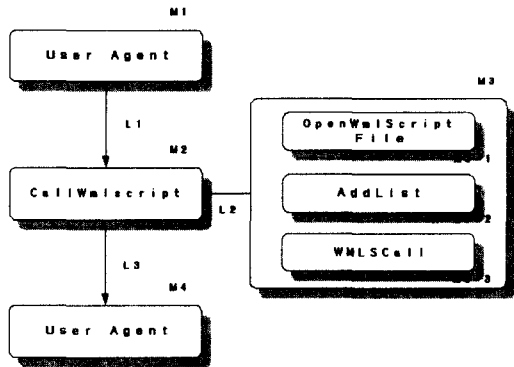 M1
User Agent
L1
M2
CallWmlscript
L2
M3
OpenWmlScript
File
1
AddList
2
WMLSCall
3
L3
M4
User Agent